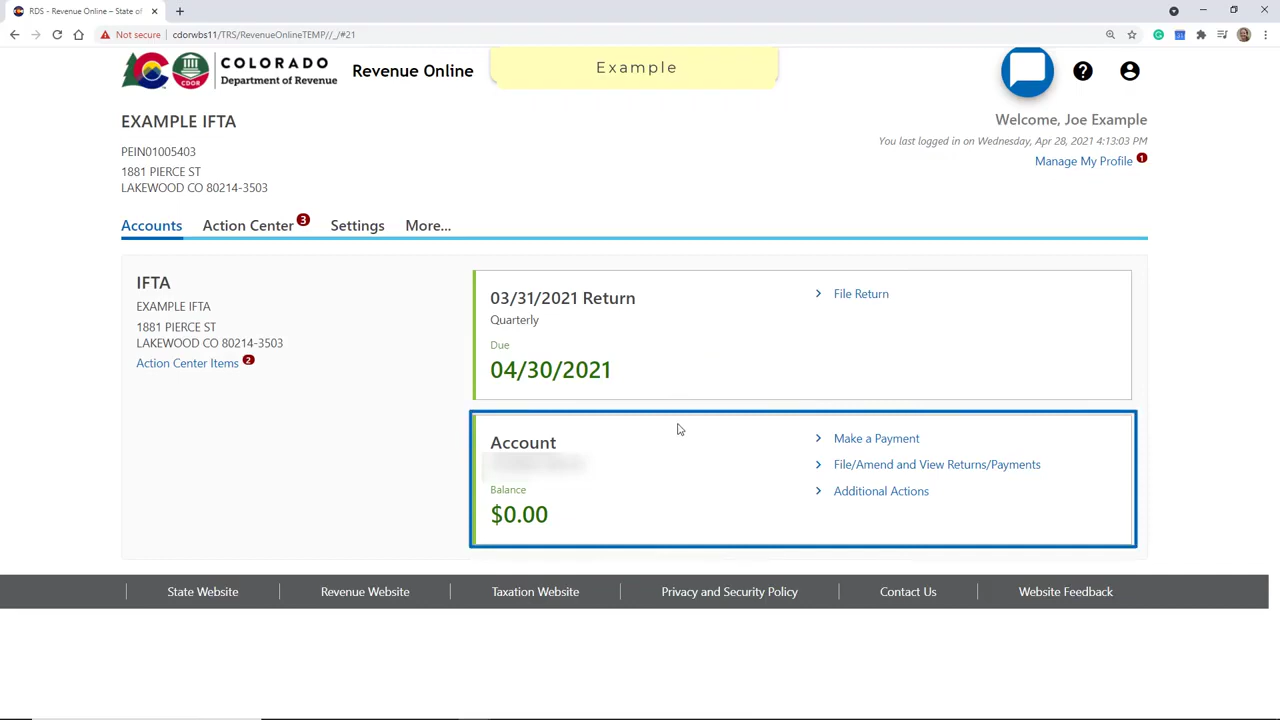 RDS - Revenue Online – State of
Not secure
cdorwbs11/TRS/RevenueOnlineTEMP//_/#21
COLORADO
Department of Revenue
CDOR
Revenue Online
Example
EXAMPLE IFTA
Welcome, Joe Example
You last logged in on Wednesday, Apr 28, 2021 4:13:03 PM
Manage My Profile 1
PEIN01005403
1881 PIERCE ST
LAKEWOOD CO 80214-3503
Accounts Action Center 3 Settings More...
IFTA
EXAMPLE IFTA
1881 PIERCE ST
LAKEWOOD CO 80214-3503
Action Center Items 2
03/31/2021 Return
Quarterly
Due
04/30/2021
File Return
Account
Balance
$0.00
Make a Payment
File/Amend and View Returns/Payments
Additional Actions
State Website Revenue Website Taxation Website Privacy and Security Policy Contact Us Website Feedback